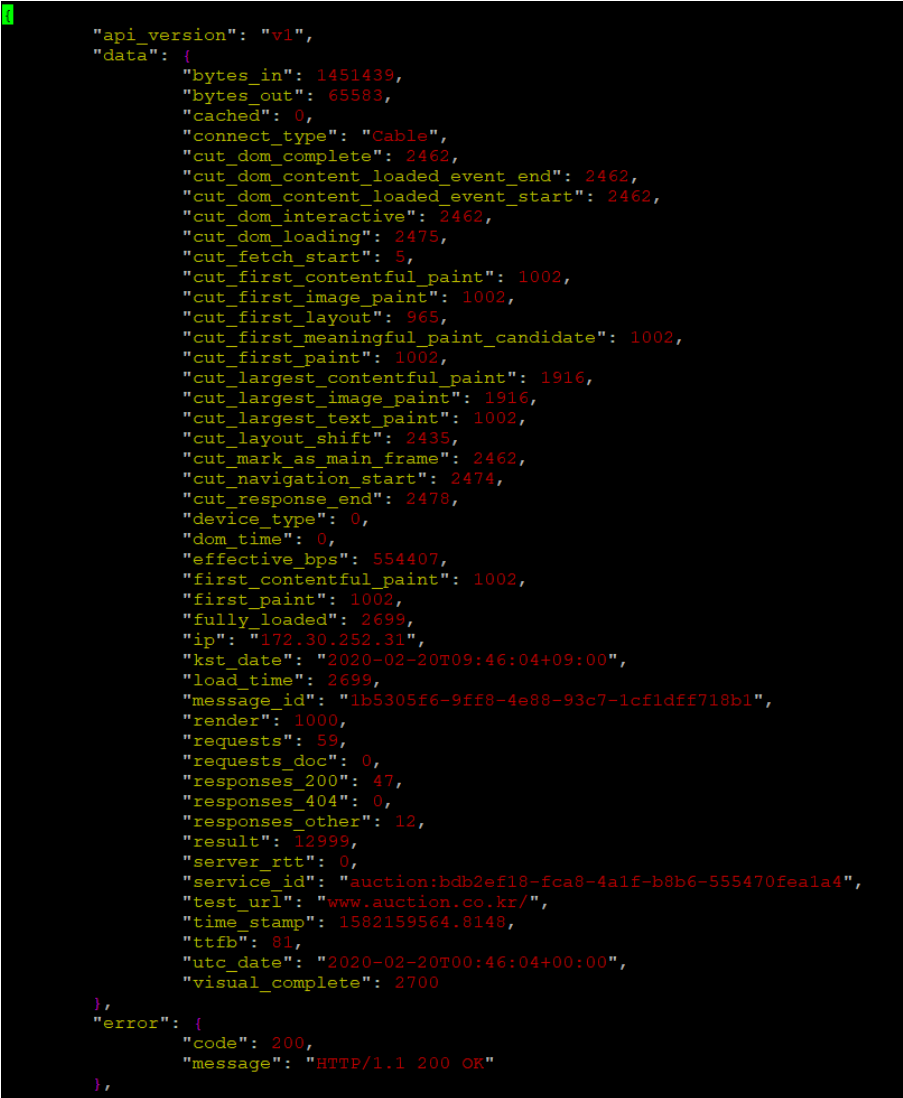 {
"api_version": "v1",
"data": {
"bytes_in": 1451439,
"bytes_out": 65583,
"cached": 0,
"connect_type": "Cable",
"cut_dom_complete": 2462,
"cut_dom_content_loaded_event_end": 2462,
"cut_dom_content_loaded_event_start": 2462,
"cut_dom_interactive": 2462,
"cut_dom_loading": 2475,
"cut_fetch_start": 5,
"cut_first_contentful_paint": 1002,
"cut_first_image_paint": 1002,
"cut_first_layout": 965,
"cut_first_meaningful_paint_candidate": 1002,
"cut_first_paint": 1002,
"cut_largest_contentful_paint": 1916,
"cut_largest_image_paint": 1916,
"cut_largest_text_paint": 1002,
"cut_layout_shift": 2435,
"cut_mark_as_main_frame": 2462,
"cut_navigation_start": 2474,
"cut_response_end": 2478,
"device_type": 0,
"dom_time": 0,
"effective_bps": 554407,
"first_contentful_paint": 1002,
"first_paint": 1002,
"fully_loaded": 2699,
"ip": "172.30.252.31",
"kst_date": "2020-02-20T09:46:04+09:00",
"load_time": 2699,
"message_id": "1b5305f6-9ff8-4e88-93c7-1cf1dff718b1",
"render": 1000,
"requests": 59,
"requests_doc": 0,
"responses_200": 47,
"responses_404": 0,
"responses_other": 12,
"result": 12999,
"server_rtt": 0,
"service_id": "auction:bdb2ef18-fca8-4a1f-b8b6-555470fea1a4",
"test_url": "www.auction.co.kr/",
"time_stamp": 1582159564.8148,
"ttfb": 81,
"utc_date": "2020-02-20T00:46:04+00:00",
"visual_complete": 2700
},
"error": {
"code": 200,
"message": "HTTP/1.1 200 OK"
},